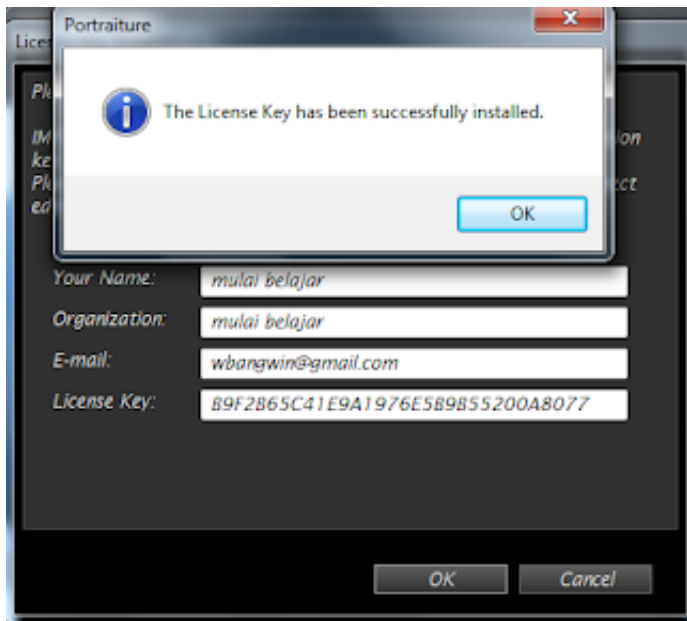 Portraiture
The License Key has been successfully installed.
OK
Your Name: mulai belajar
Organization: mulai belajar
E-mail: wbangwin@gmail.com
License Key: B9F2B65C41E9A1976E5B9B55200A8077
OK Cancel